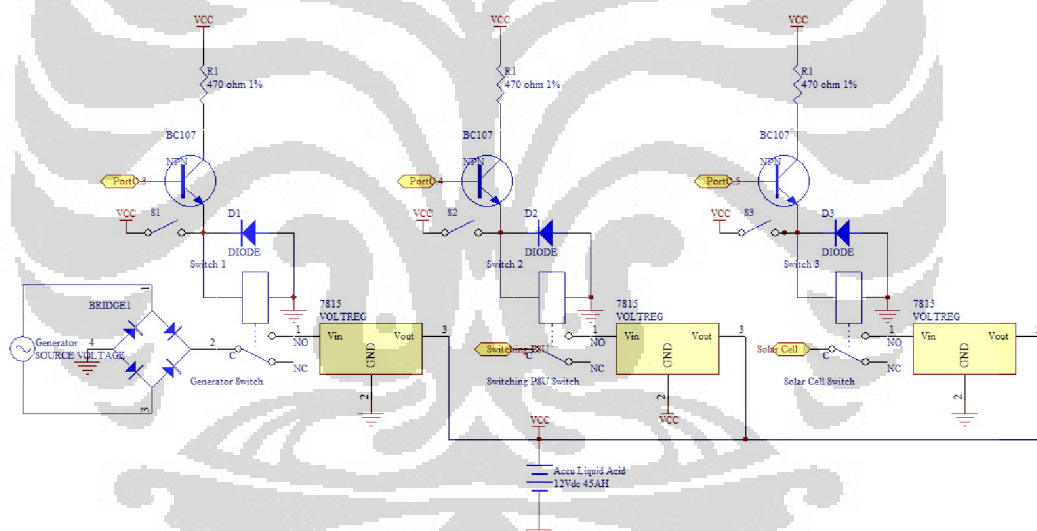 VCC
VCC
VCC
R1
470 ohm 1%
R1
470 ohm 1%
R1
470 ohm 1%
BC107
BC107
BC107
NPN
NPN
NPN
PortC.3
PortC.4
PortC.5
VCC
S1
D1
VCC
S2
D2
VCC
S3
D3
DIODE
DIODE
DIODE
Switch 1
Switch 2
Switch 3
BRIDGE1
1
4
2
3
Generator
SOURCE VOLTAGE
C
NO
NC
Generator Switch
7815
VOLTREG
1
Vin
Vout
3
GND
2
Switching PSU
C
NO
NC
Switching PSU Switch
7815
VOLTREG
1
Vin
Vout
3
GND
2
VCC
Solar Cell
C
NO
NC
Solar Cell Switch
7815
VOLTREG
1
Vin
Vout
3
GND
2
VCC
Accu Liquid Acid
12Vdc 45AH